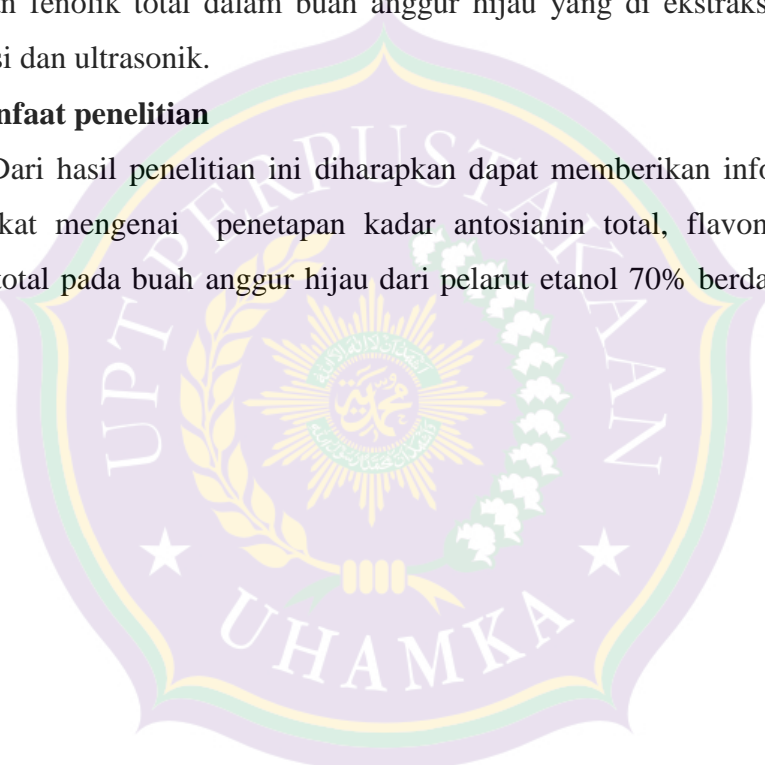 n fenolik total dalam buah anggur hijau yang di ekstraks
si dan ultrasonik.
nfaat penelitian
Dari hasil penelitian ini diharapkan dapat memberikan info
kat mengenai penetapan kadar antosianin total, flavon
total pada buah anggur hijau dari pelarut etanol 70% berda
UPT PERPUSTAKAAN
UHAMKA